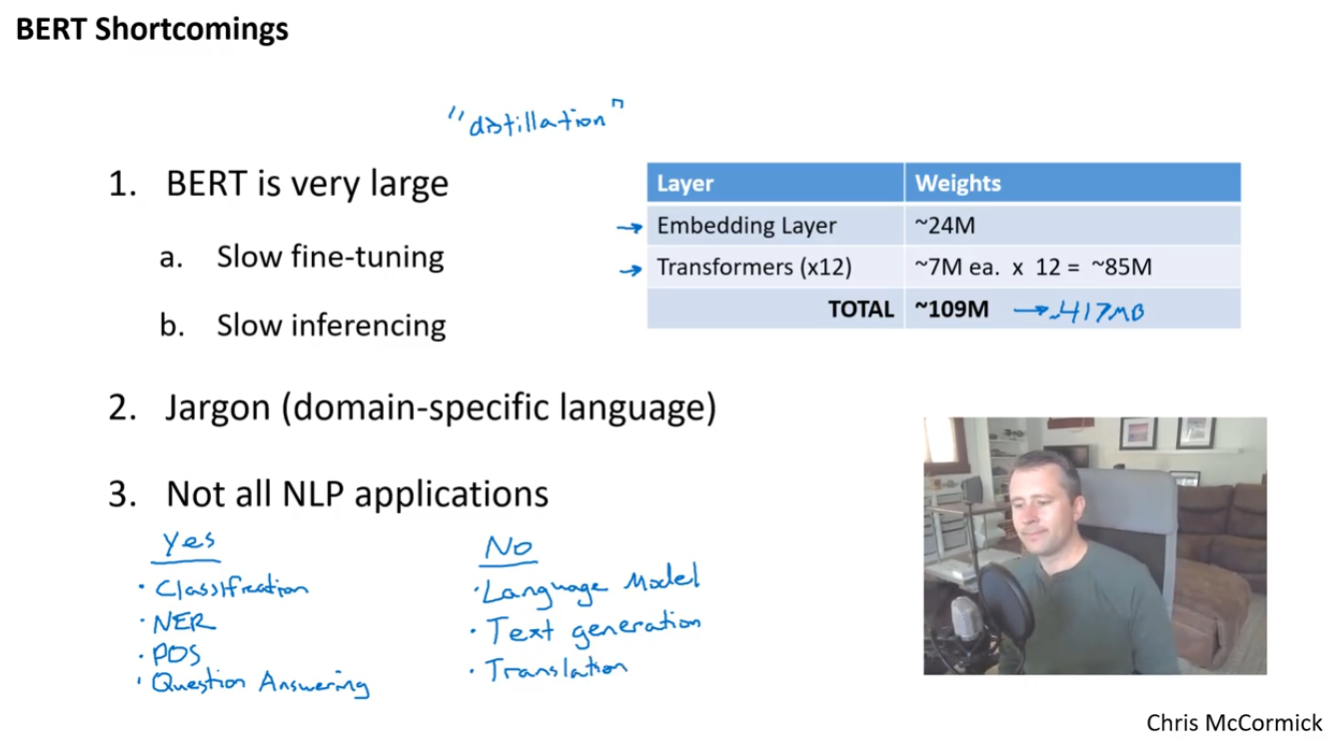 BERT Shortcomings
"distillation"
1. BERT is very large
a. Slow fine-tuning
b. Slow inferencing
Layer Weights
→ Embedding Layer ~24M
→ Transformers (x12) ~7M ea. x 12 = ~85M
TOTAL ~109M → 417MB
2. Jargon (domain-specific language)
3. Not all NLP applications
Yes
· Classification
· NER
· POS
· Question Answering
No
· Language Model
· Text generation
· Translation
Chris McCormick